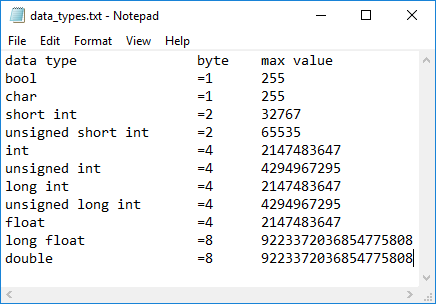 data_types.txt - Notepad
File Edit Format View Help
data type byte max value
bool =1 255
char =1 255
short int =2 32767
unsigned short int =2 65535
int =4 2147483647
unsigned int =4 4294967295
long int =4 2147483647
unsigned long int =4 4294967295
float =4 2147483647
long float =8 9223372036854775808
double =8 9223372036854775808